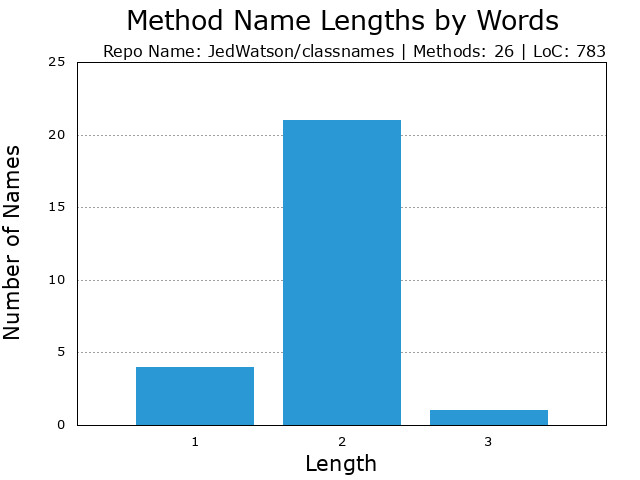 Method Name Lengths by Words
Repo Name: JedWatson/classnames | Methods: 26 | LoC: 783
Number of Names
25
20
15
10
5
0
1 2 3
Length